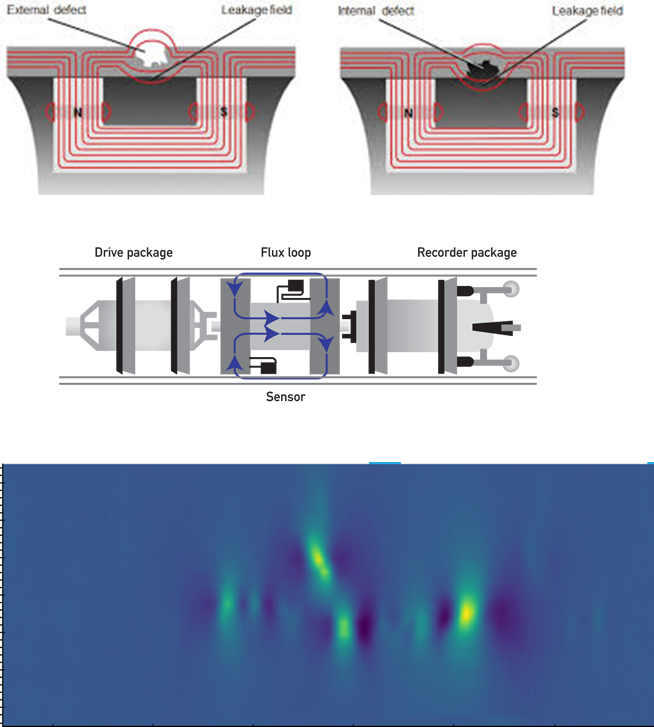 External defect
Leakage field
Internal defect
Leakage field
N
S
N
S
Drive package
Flux loop
Recorder package
Sensor